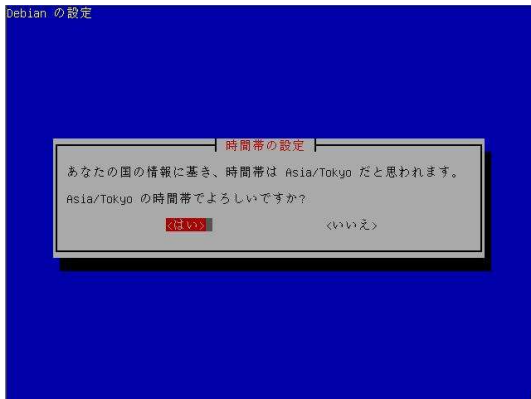 Debian の設定
時間帯の設定
あなたの国の情報に基き、時間帯は Asia/Tokyo だと思われます。
Asia/Tokyo の時間帯でよろしいですか?
<はい> <いいえ>